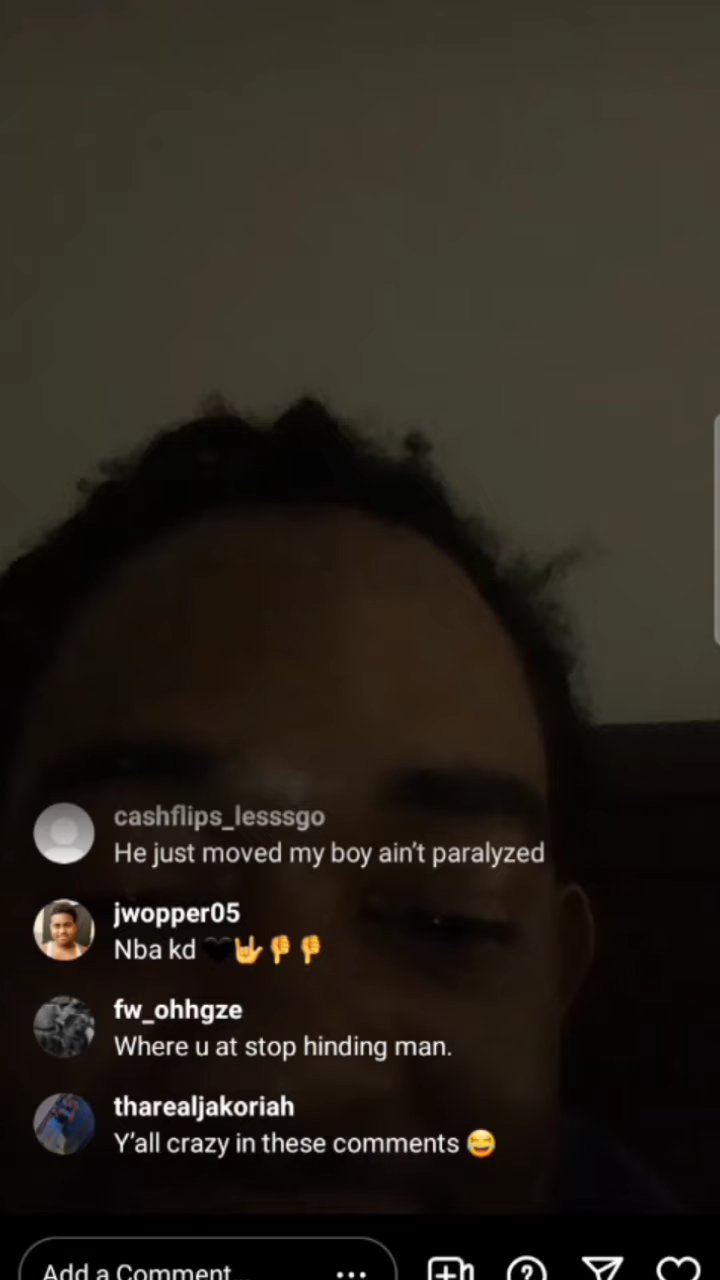 cashflips_lesssgo
He just moved my boy ain't paralyzed
jwopper05
Nba kd 🖤🤟👎👎
fw_ohhgze
Where u at stop hinding man.
tharealjakoriah
Y'all crazy in these comments 😂
Add a Comment...